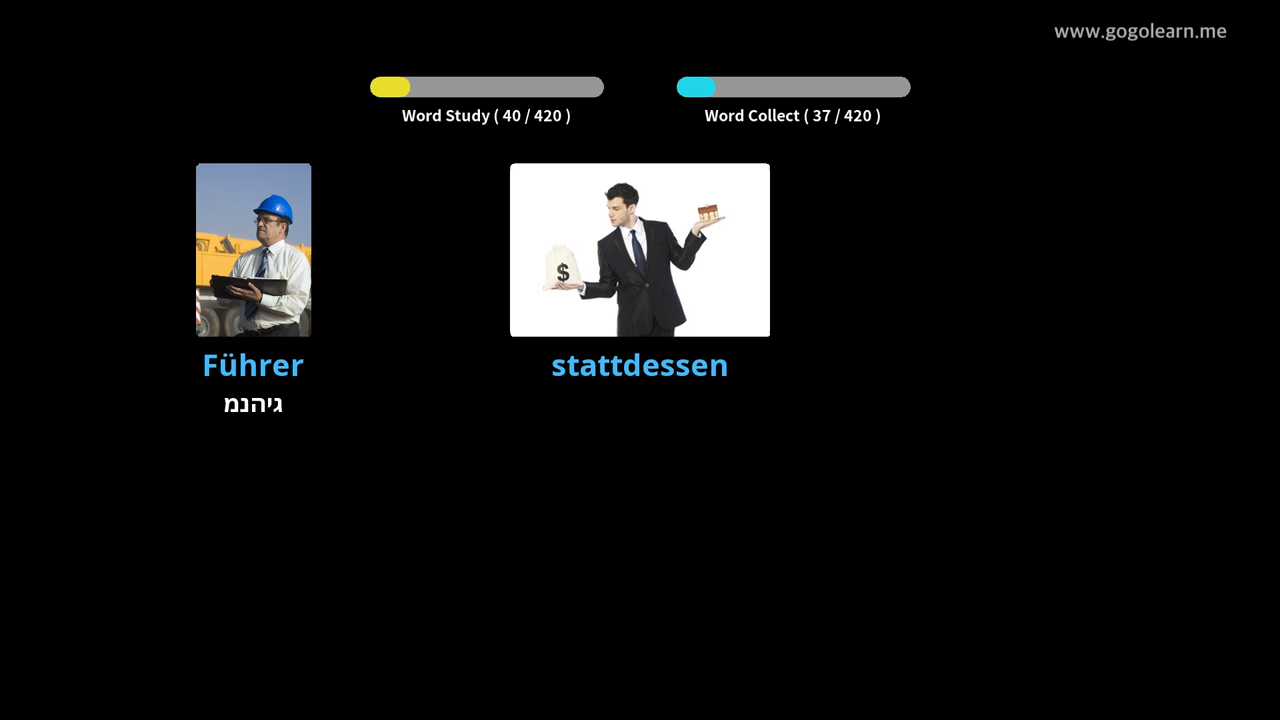 www.gogolearn.me
Word Study ( 40 / 420 )
Word Collect ( 37 / 420 )
Führer
גיהנמ
stattdessen
$